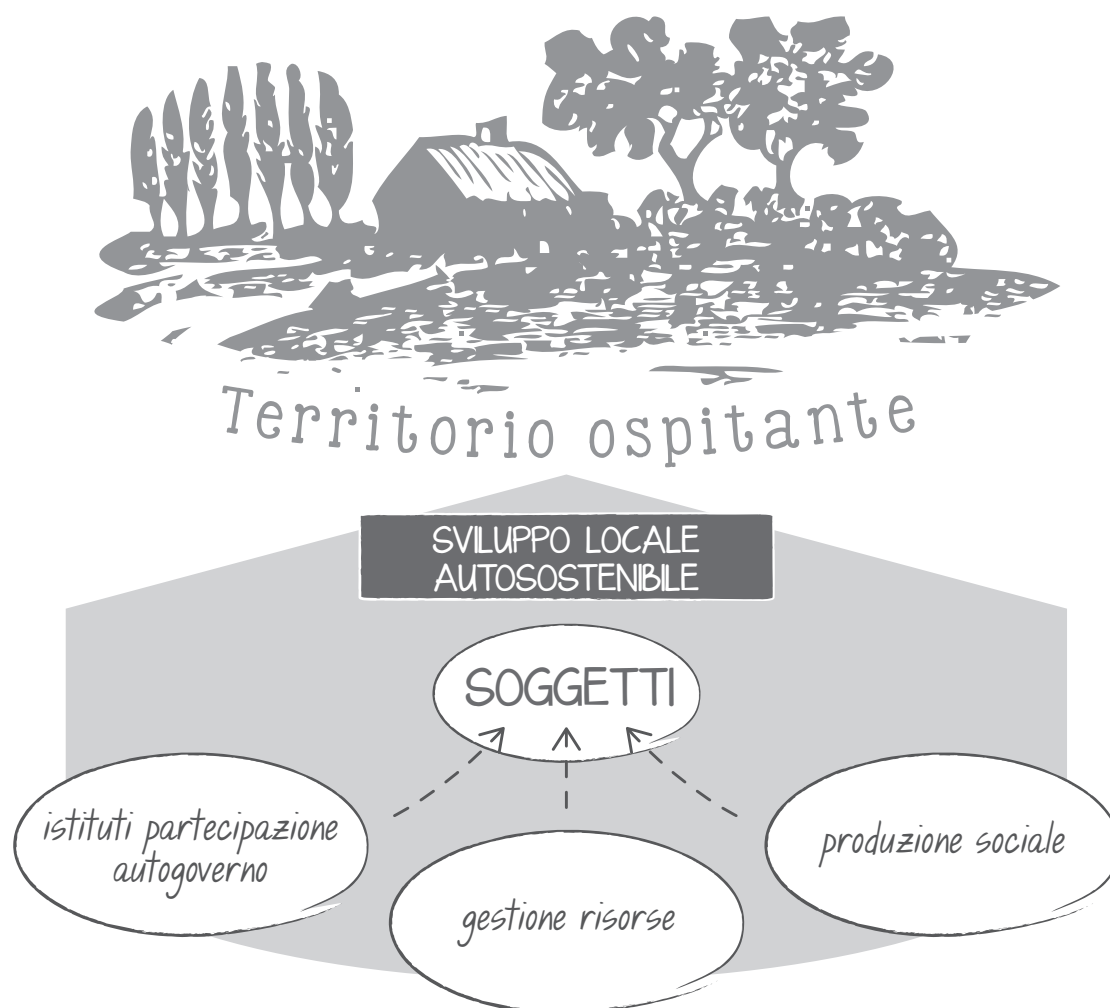 Territorio ospitante
SVILUPPO LOCALE
AUTOSOSTENIBILE
SOGGETTI
istituti partecipazione
autogoverno
produzione sociale
gestione risorse